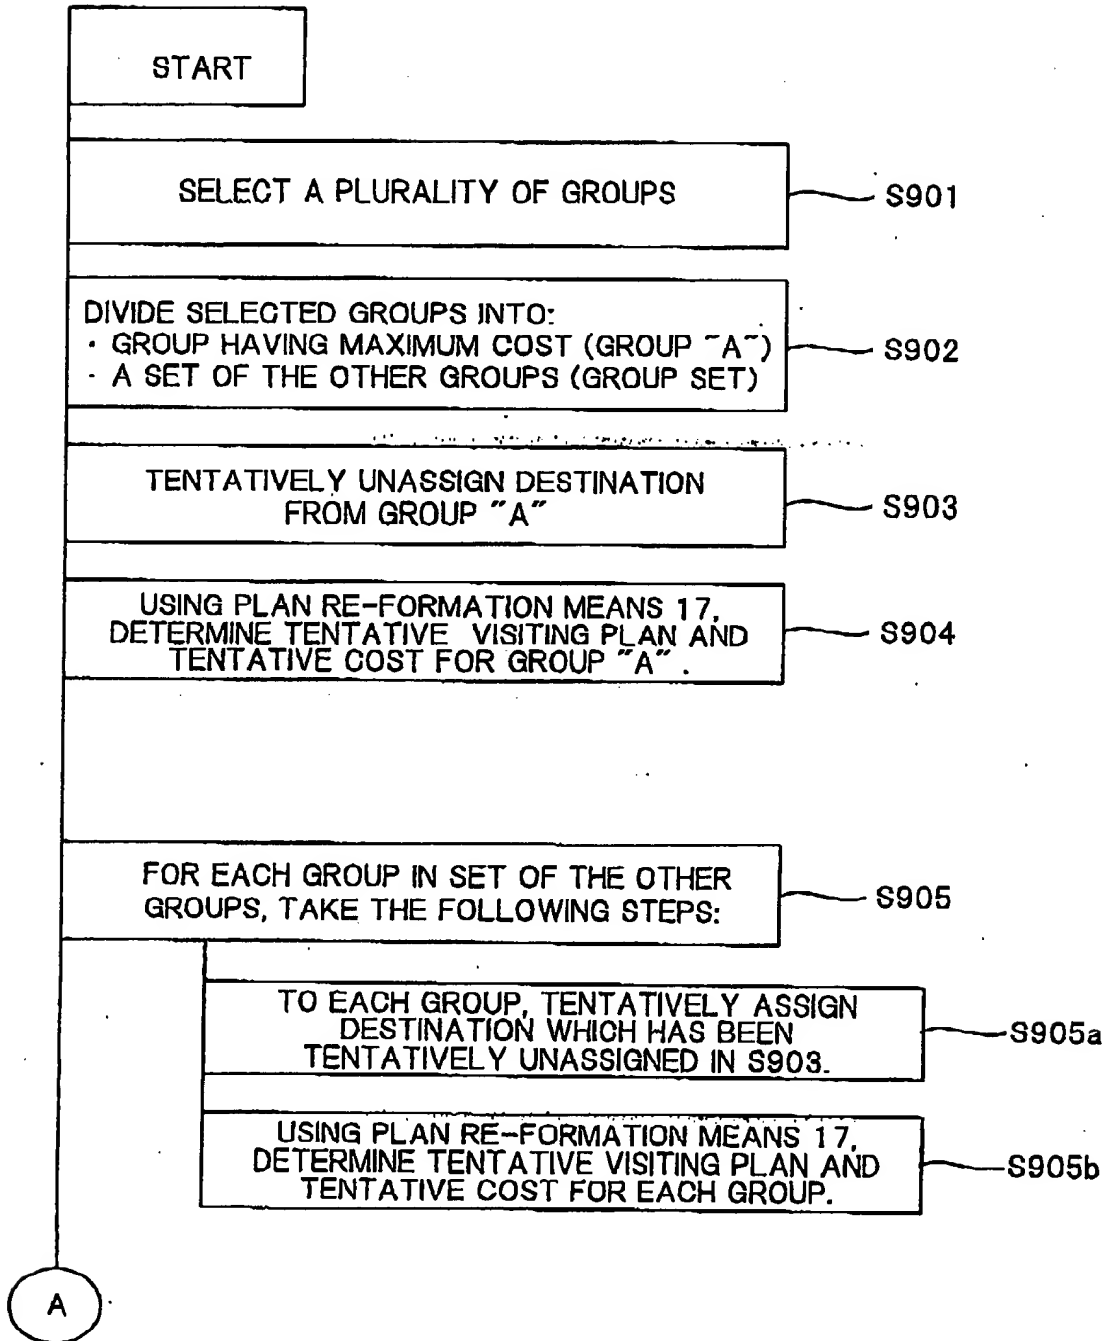 START
SELECT A PLURALITY OF GROUPS
S901
DIVIDE SELECTED GROUPS INTO:
· GROUP HAVING MAXIMUM COST (GROUP "A")
· A SET OF THE OTHER GROUPS (GROUP SET)
S902
TENTATIVELY UNASSIGN DESTINATION
FROM GROUP "A"
S903
USING PLAN RE-FORMATION MEANS 17,
DETERMINE TENTATIVE VISITING PLAN AND
TENTATIVE COST FOR GROUP "A".
S904
FOR EACH GROUP IN SET OF THE OTHER
GROUPS, TAKE THE FOLLOWING STEPS:
S905
TO EACH GROUP, TENTATIVELY ASSIGN
DESTINATION WHICH HAS BEEN
TENTATIVELY UNASSIGNED IN S903.
S905a
USING PLAN RE-FORMATION MEANS 17,
DETERMINE TENTATIVE VISITING PLAN AND
TENTATIVE COST FOR EACH GROUP.
S905b
A